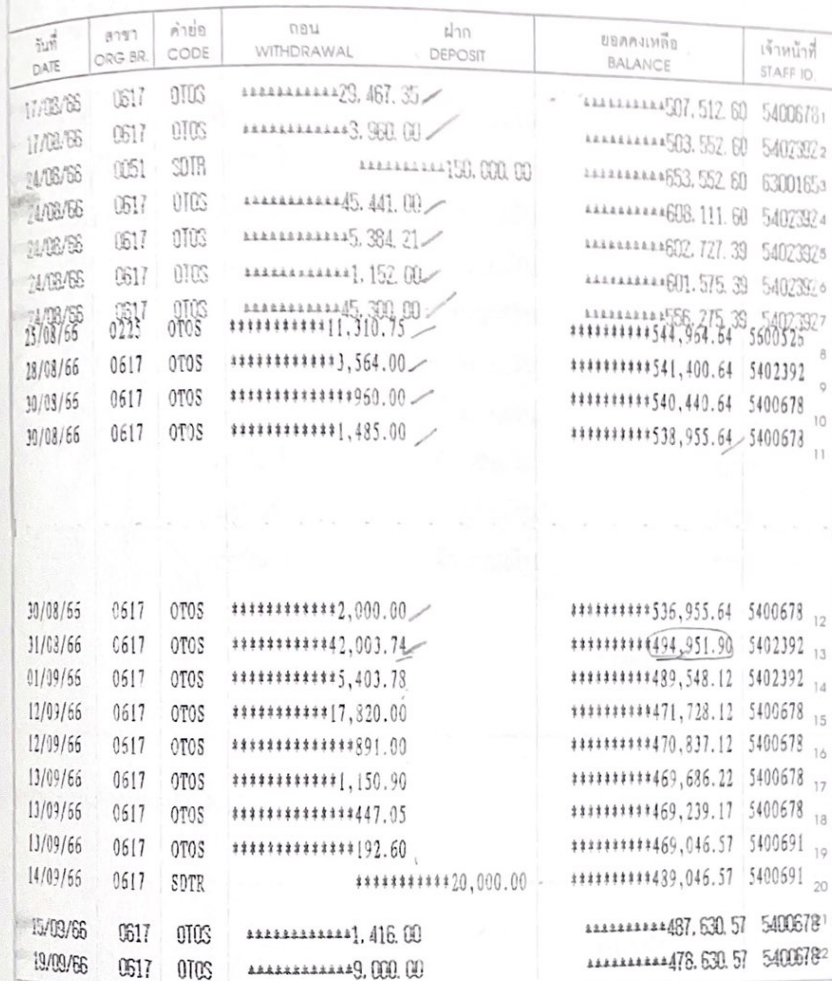 วันที่ สาขา คำย่อ ถอน ฝาก ยอดคงเหลือ เจ้าหน้าที่
DATE ORG BR. CODE WITHDRAWAL DEPOSIT BALANCE STAFF ID.
17/08/66 0617 OTOS ***********29,467.35 **********507,512.60 5400678 1
17/08/66 0617 OTOS ************3,960.00 **********503,552.60 5402392 2
24/08/66 0051 SDTR **********150,000.00 **********653,552.60 6300165 3
24/08/66 0617 OTOS ***********45,441.00 **********608,111.60 5402392 4
24/08/66 0617 OTOS ************5,384.21 **********602,727.39 5402392 5
24/08/66 0617 OTOS ************1,152.00 **********601,575.39 5402392 6
24/08/66 0617 OTOS ***********45,300.00 **********556,275.39 5402392 7
25/08/66 0225 OTOS ***********11,310.75 **********544,964.64 5600525 8
28/08/66 0617 OTOS ************3,564.00 **********541,400.64 5402392 9
30/08/66 0617 OTOS **************960.00 **********540,440.64 5400678 10
30/08/66 0617 OTOS ************1,485.00 **********538,955.64 5400678 11
30/08/66 0617 OTOS ************2,000.00 **********536,955.64 5400678 12
31/08/66 0617 OTOS ***********42,003.74 **********494,951.90 5402392 13
01/09/66 0617 OTOS ************5,403.78 **********489,548.12 5402392 14
12/09/66 0617 OTOS ***********17,820.00 **********471,728.12 5400678 15
12/09/66 0617 OTOS **************891.00 **********470,837.12 5400678 16
13/09/66 0617 OTOS ************1,150.90 **********469,686.22 5400678 17
13/09/66 0617 OTOS **************447.05 **********469,239.17 5400678 18
13/09/66 0617 OTOS **************192.60 **********469,046.57 5400691 19
14/09/66 0617 SDTR ***********20,000.00 **********489,046.57 5400691 20
15/09/66 0617 OTOS ************1,416.00 **********487,630.57 5400678 21
19/09/66 0617 OTOS ************9,000.00 **********478,630.57 5400678 22